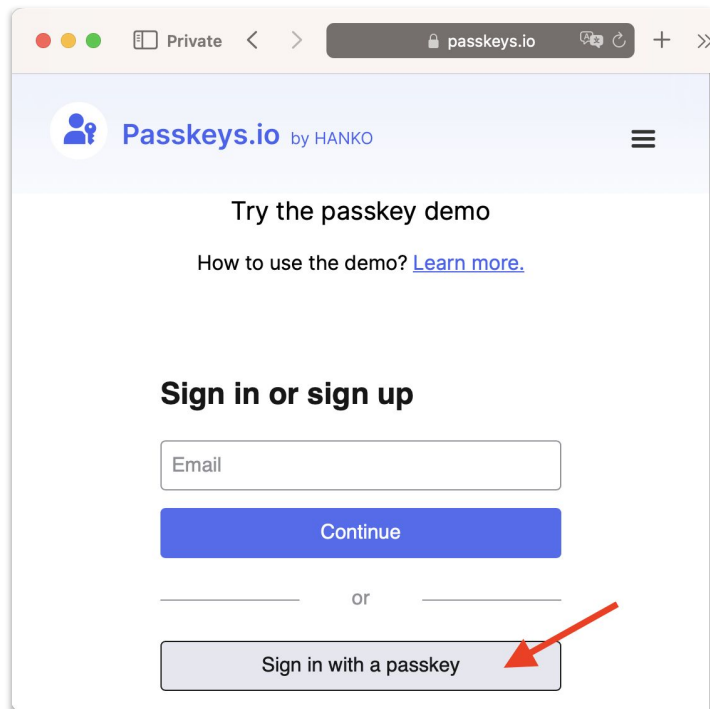 Private passkeys.io
Passkeys.io by HANKO
Try the passkey demo
How to use the demo? Learn more.
Sign in or sign up
Email
Continue
or
Sign in with a passkey